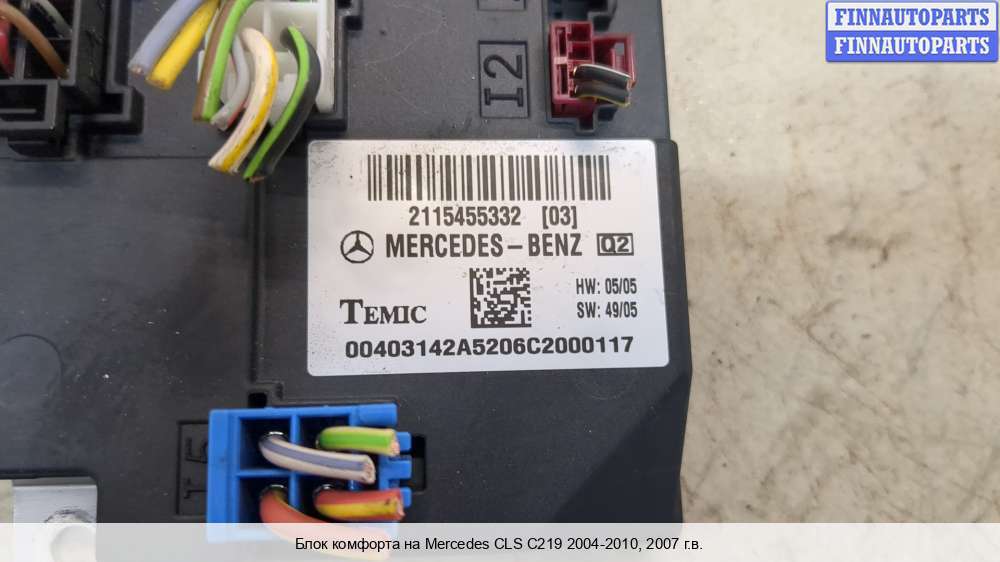 FINNAUTOPARTS
FINNAUTOPARTS
I2
2115455332 [03]
MERCEDES-BENZ Q2
HW: 05/05
TEMIC
SW: 49/05
00403142A5206C2000117
Блок комфорта на Mercedes CLS C219 2004-2010, 2007 г.в.